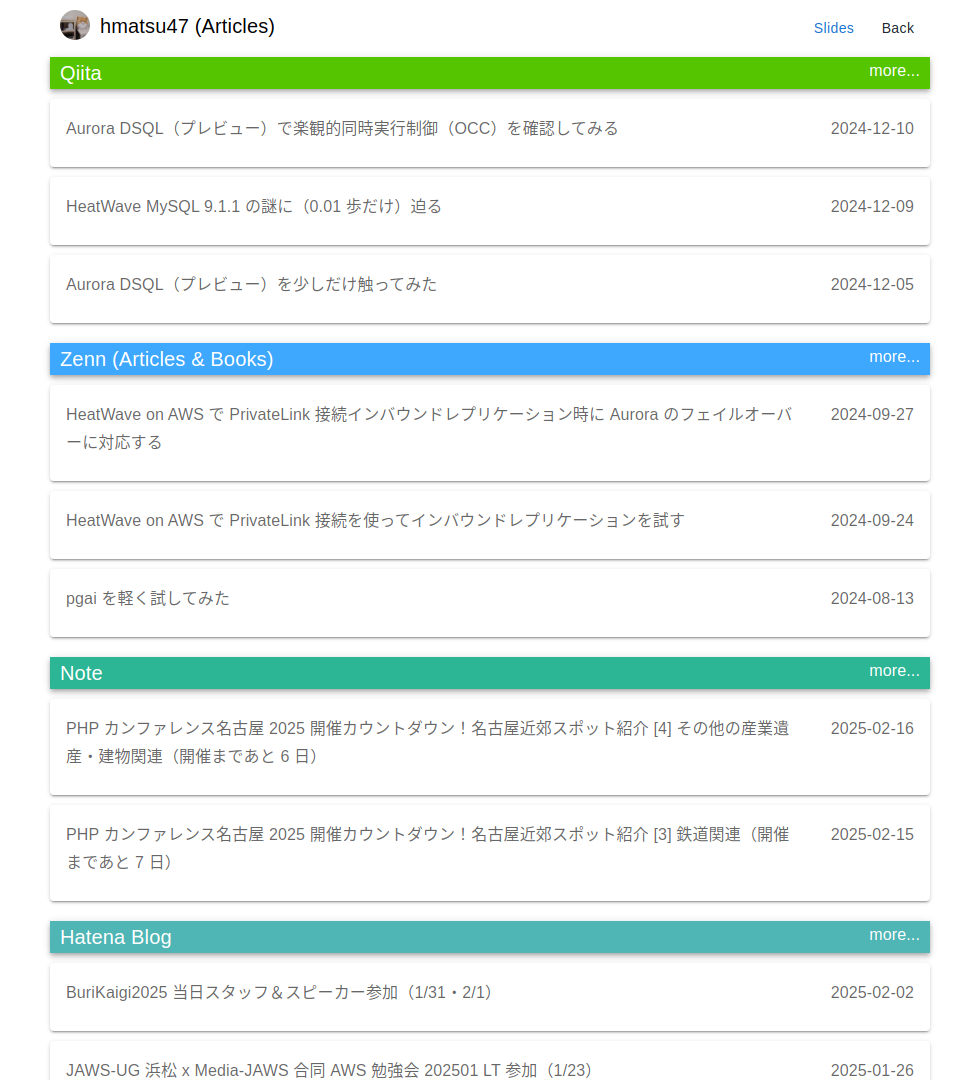 hmatsu47 (Articles)
Slides
Back
Qiita
more...
Aurora DSQL（プレビュー）で楽観的同時実行制御（OCC）を確認してみる
2024-12-10
HeatWave MySQL 9.1.1 の謎に（0.01 歩だけ）迫る
2024-12-09
Aurora DSQL（プレビュー）を少しだけ触ってみた
2024-12-05
Zenn (Articles & Books)
more...
HeatWave on AWS で PrivateLink 接続インバウンドレプリケーション時に Aurora のフェイルオーバ
2024-09-27
ーに対応する
HeatWave on AWS で PrivateLink 接続を使ってインバウンドレプリケーションを試す
2024-09-24
pgai を軽く試してみた
2024-08-13
Note
more...
PHP カンファレンス名古屋 2025 開催カウントダウン！名古屋近郊スポット紹介 [4] その他の産業遺
2025-02-16
産・建物関連（開催まであと 6 日）
PHP カンファレンス名古屋 2025 開催カウントダウン！名古屋近郊スポット紹介 [3] 鉄道関連（開催
2025-02-15
まであと 7 日）
Hatena Blog
more...
BuriKaigi2025 当日スタッフ＆スピーカー参加（1/31・2/1）
2025-02-02
JAWS-UG 浜松 x Media-JAWS 合同 AWS 勉強会 202501 LT 参加（1/23）
2025-01-26